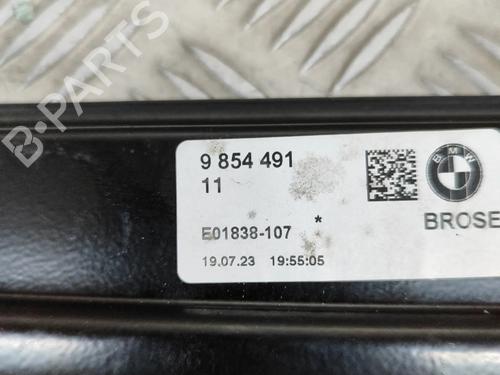 B-PARTS
9 854 491
11
*
E01838-107
19.07.23 19:55:05
BMW
BROSE